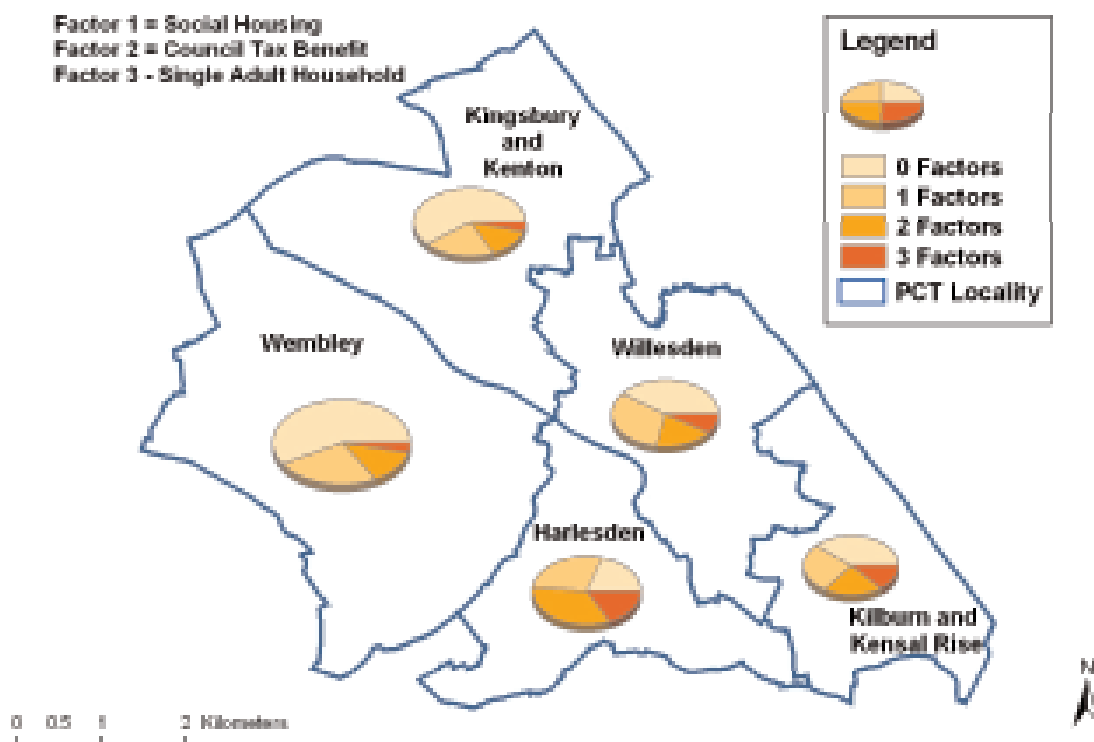 Factor 1 = Social Housing
Factor 2 = Council Tax Benefit
Factor 3 - Single Adult Household
Legend
0 Factors
1 Factors
2 Factors
3 Factors
PCT Locality
Kingsbury
and
Kenton
Wembley
Willesden
Harlesden
Kilburn and
Kensal Rise
0 0.5 1 2 Kilometers
N